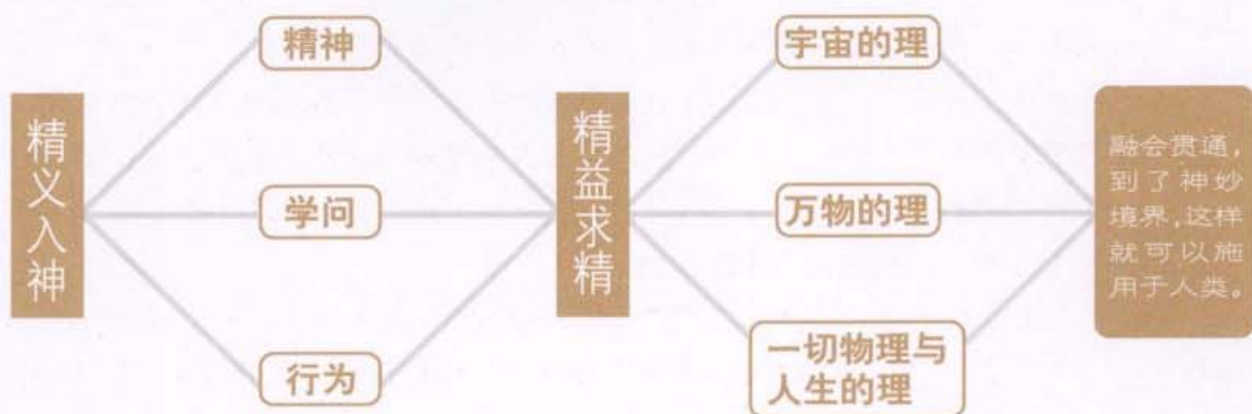 精义入神
精神
学问
行为
精益求精
宇宙的理
万物的理
一切物理与
人生的理
融会贯通,
到了神妙
境界,这样
就可以施
用于人类。